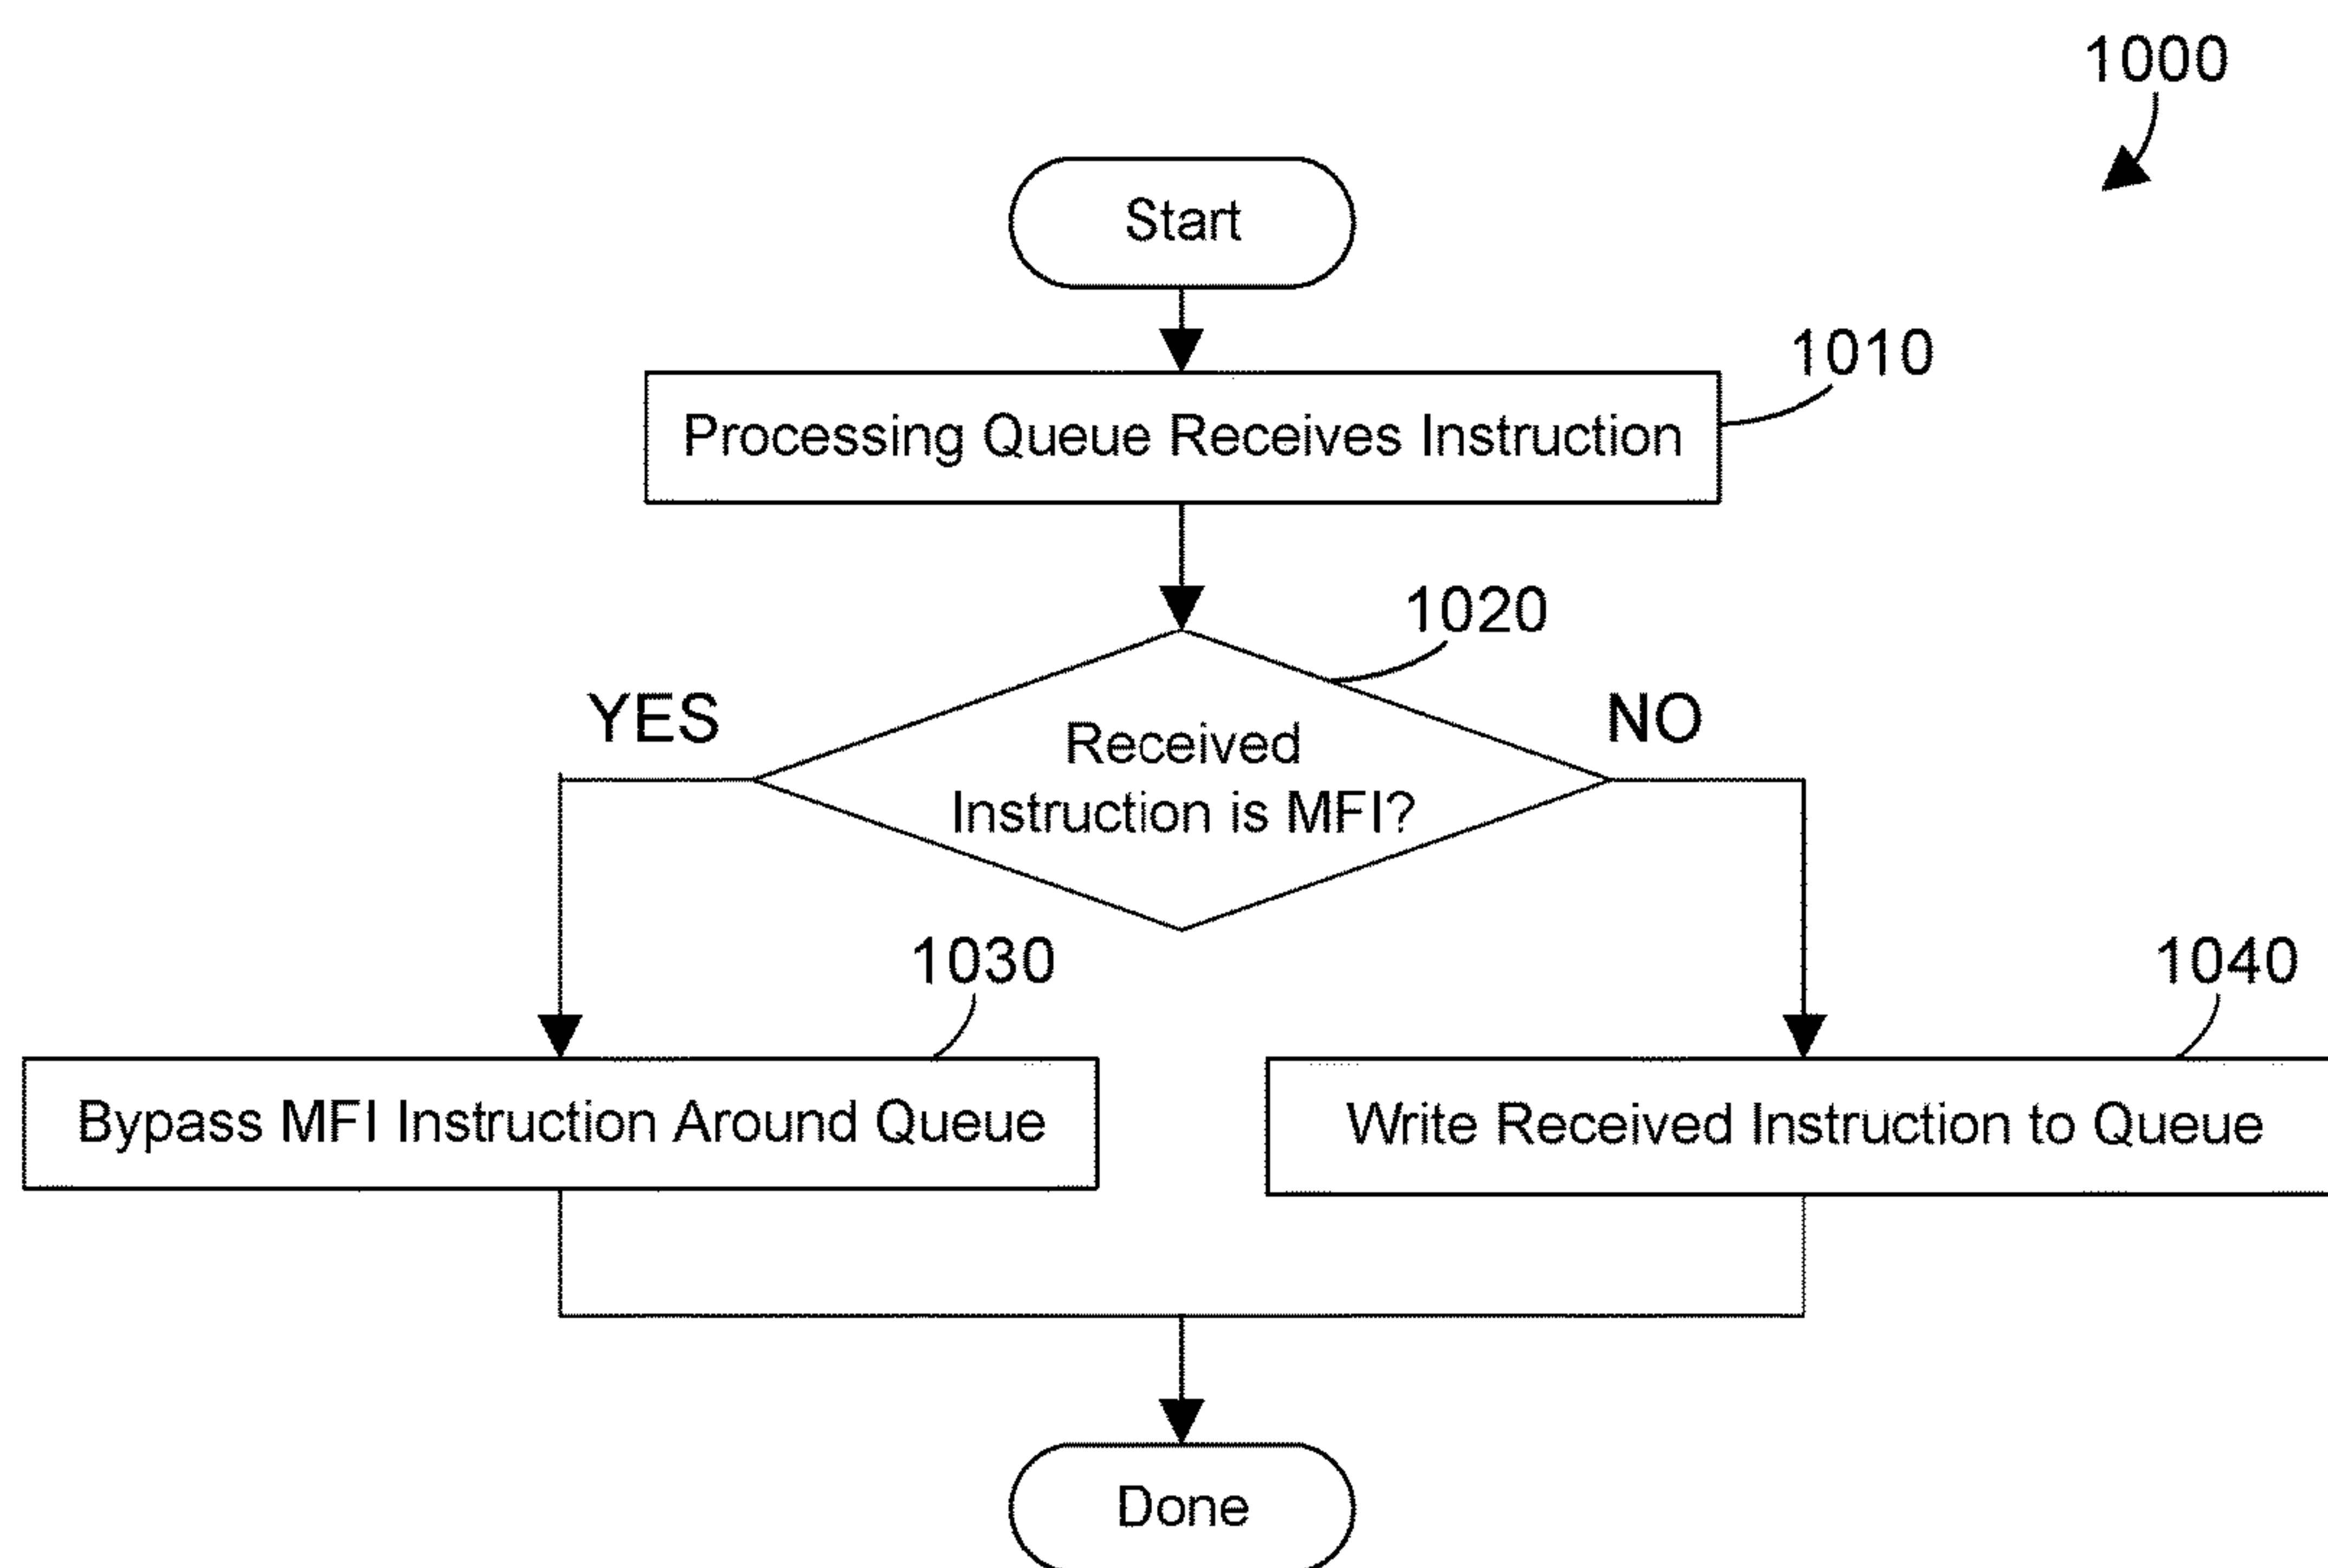 1000
Start
1010
Processing Queue Receives Instruction
1020
YES
NO
Received
Instruction is MFI?
1030
1040
Bypass MFI Instruction Around Queue
Write Received Instruction to Queue
Done